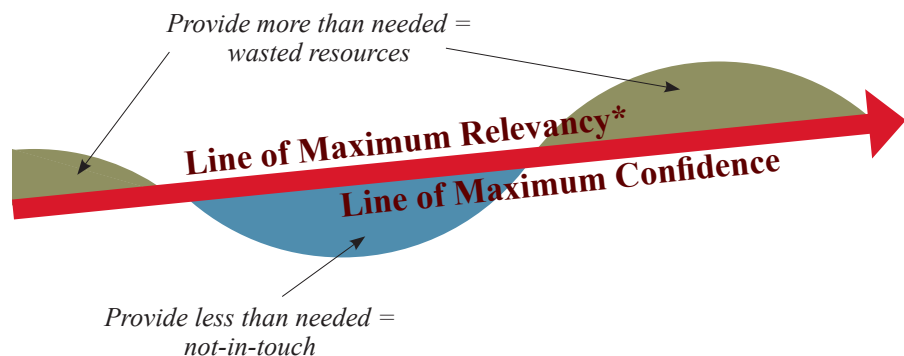 Provide more than needed =
wasted resources
Line of Maximum Relevancy*
Line of Maximum Confidence
Provide less than needed =
not-in-touch